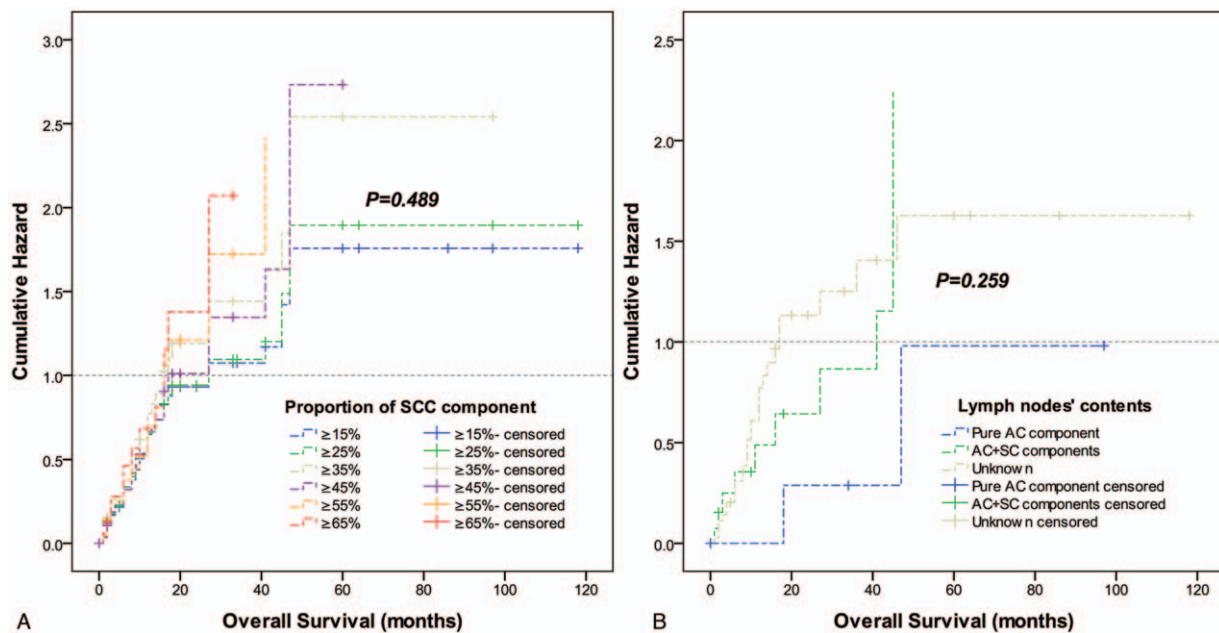 3.0
2.5
2.0
1.5
1.0
0.5
0.0
Cumulative Hazard
P=0.489
Proportion of SCC component
≥15% ≥15%- censored
≥25% ≥25%- censored
≥35% ≥35%- censored
≥45% ≥45%- censored
≥55% ≥55%- censored
≥65% ≥65%- censored
0 20 40 60 80 100 120
A Overall Survival (months)
2.5
2.0
1.5
1.0
0.5
0.0
Cumulative Hazard
P=0.259
Lymph nodes' contents
Pure AC component
AC+SC components
Unknown
Pure AC component censored
AC+SC components censored
Unknown censored
0 20 40 60 80 100 120
B Overall Survival (months)